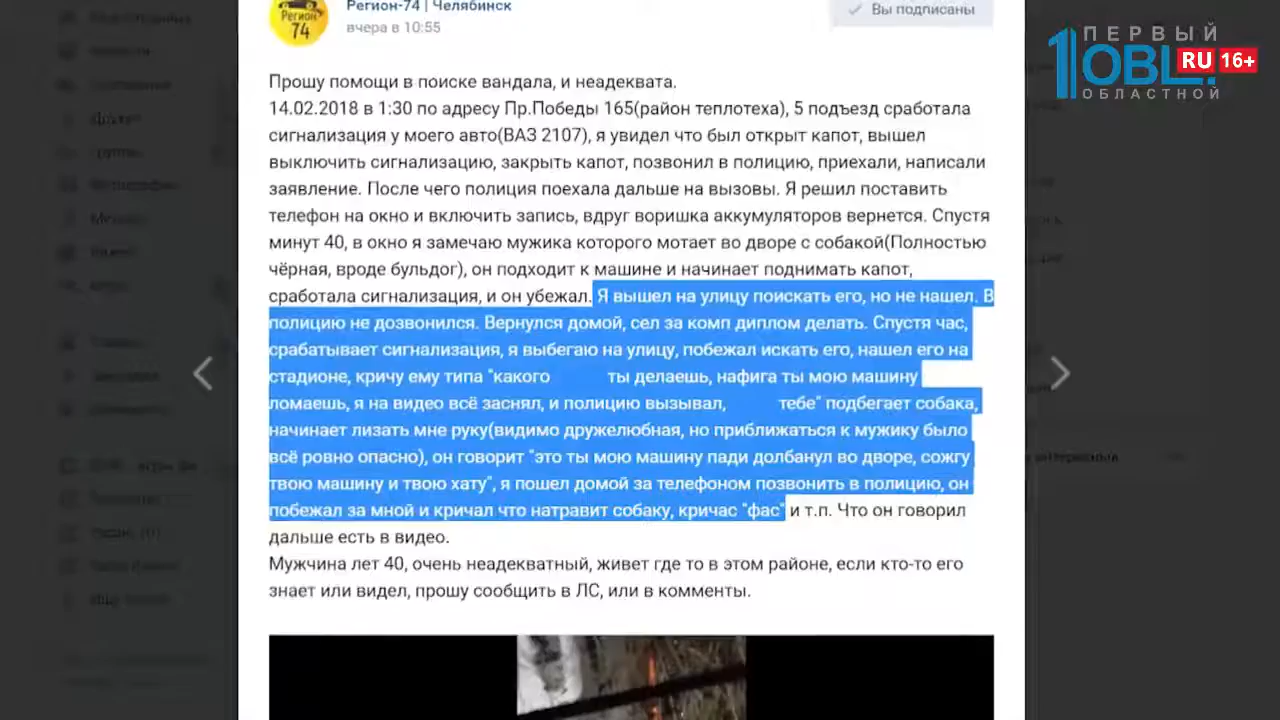 Регион-74 | Челябинск
вчера в 10:55
Вы подписаны
Регион
74
ПЕРВЫЙ
1OBL.
RU 16+
ОБЛАСТНОЙ
Прошу помощи в поиске вандала, и неадеквата.
14.02.2018 в 1:30 по адресу Пр.Победы 165(район теплотеха), 5 подъезд сработала
сигнализация у моего авто(ВАЗ 2107), я увидел что был открыт капот, вышел
выключить сигнализацию, закрыть капот, позвонил в полицию, приехали, написали
заявление. После чего полиция поехала дальше на вызовы. Я решил поставить
телефон на окно и включить запись, вдруг воришка аккумуляторов вернется. Спустя
минут 40, в окно я замечаю мужика которого мотает во дворе с собакой(Полностью
чёрная, вроде бульдог), он подходит к машине и начинает поднимать капот,
сработала сигнализация, и он убежал. Я вышел на улицу поискать его, но не нашел. В
полицию не дозвонился. Вернулся домой, сел за комп диплом делать. Спустя час,
срабатывает сигнализация, я выбегаю на улицу, побежал искать его, нашел его на
стадионе, кричу ему типа "какого ты делаешь, нафига ты мою машину
ломаешь, я на видео всё заснял, и полицию вызывал, тебе" подбегает собака,
начинает лизать мне руку(видимо дружелюбная, но приближаться к мужику было
всё ровно опасно), он говорит "это ты мою машину пади долбанул во дворе, сожгу
твою машину и твою хату", я пошел домой за телефоном позвонить в полицию, он
побежал за мной и кричал что натравит собаку, кричас "фас" и т.п. Что он говорил
дальше есть в видео.
Мужчина лет 40, очень неадекватный, живет где то в этом районе, если кто-то его
знает или видел, прошу сообщить в ЛС, или в комменты.